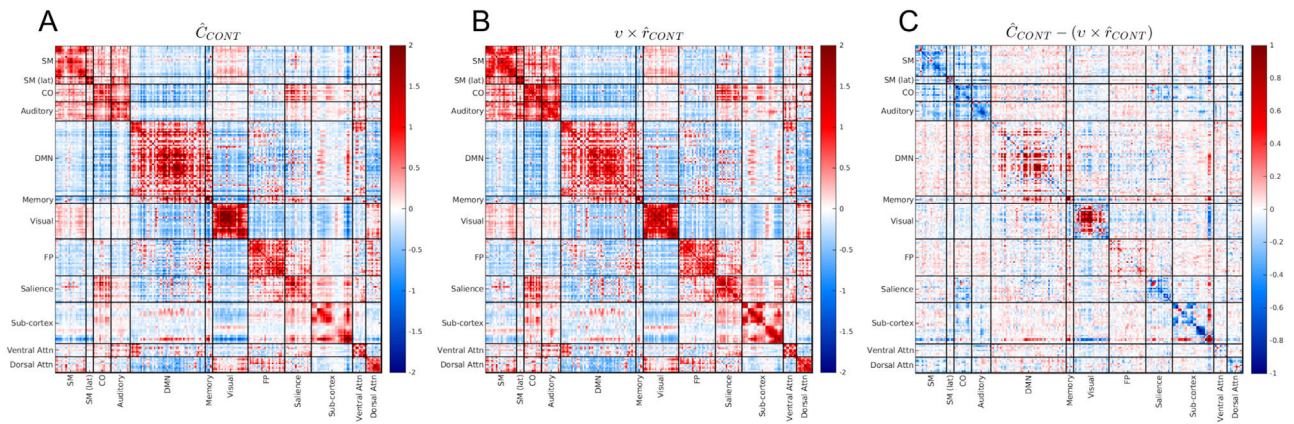 A
Ĉ_CONT
SM
SM (lat)
CO
Auditory
DMN
Memory
Visual
FP
Salience
Sub-cortex
Ventral Attn
Dorsal Attn
SM
SM (lat)
CO
Auditory
DMN
Memory
Visual
FP
Salience
Sub-cortex
Ventral Attn
Dorsal Attn
2
1.5
1
0.5
0
-0.5
-1
-1.5
-2
B
v × r̂_CONT
SM
SM (lat)
CO
Auditory
DMN
Memory
Visual
FP
Salience
Sub-cortex
Ventral Attn
Dorsal Attn
SM
SM (lat)
CO
Auditory
DMN
Memory
Visual
FP
Salience
Sub-cortex
Ventral Attn
Dorsal Attn
2
1.5
1
0.5
0
-0.5
-1
-1.5
-2
C
Ĉ_CONT − (v × r̂_CONT)
SM
SM (lat)
CO
Auditory
DMN
Memory
Visual
FP
Salience
Sub-cortex
Ventral Attn
Dorsal Attn
SM
SM (lat)
CO
Auditory
DMN
Memory
Visual
FP
Salience
Sub-cortex
Ventral Attn
Dorsal Attn
1
0.8
0.6
0.4
0.2
0
-0.2
-0.4
-0.6
-0.8
-1